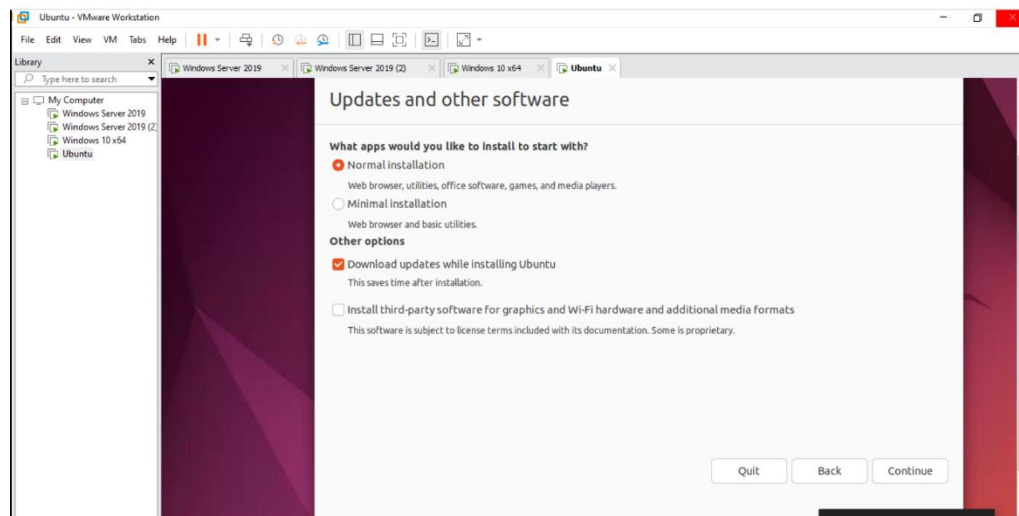 Ubuntu - VMware Workstation
File Edit View VM Tabs Help
Library
Type here to search
Windows Server 2019 Windows Server 2019 (2) Windows 10 x64 Ubuntu
My Computer
Windows Server 2019
Windows Server 2019 (2)
Windows 10 x64
Ubuntu
Updates and other software
What apps would you like to install to start with?
Normal installation
Web browser, utilities, office software, games, and media players.
Minimal installation
Web browser and basic utilities.
Other options
Download updates while installing Ubuntu
This saves time after installation.
Install third-party software for graphics and Wi-Fi hardware and additional media formats
This software is subject to license terms included with its documentation. Some is proprietary.
Quit Back Continue